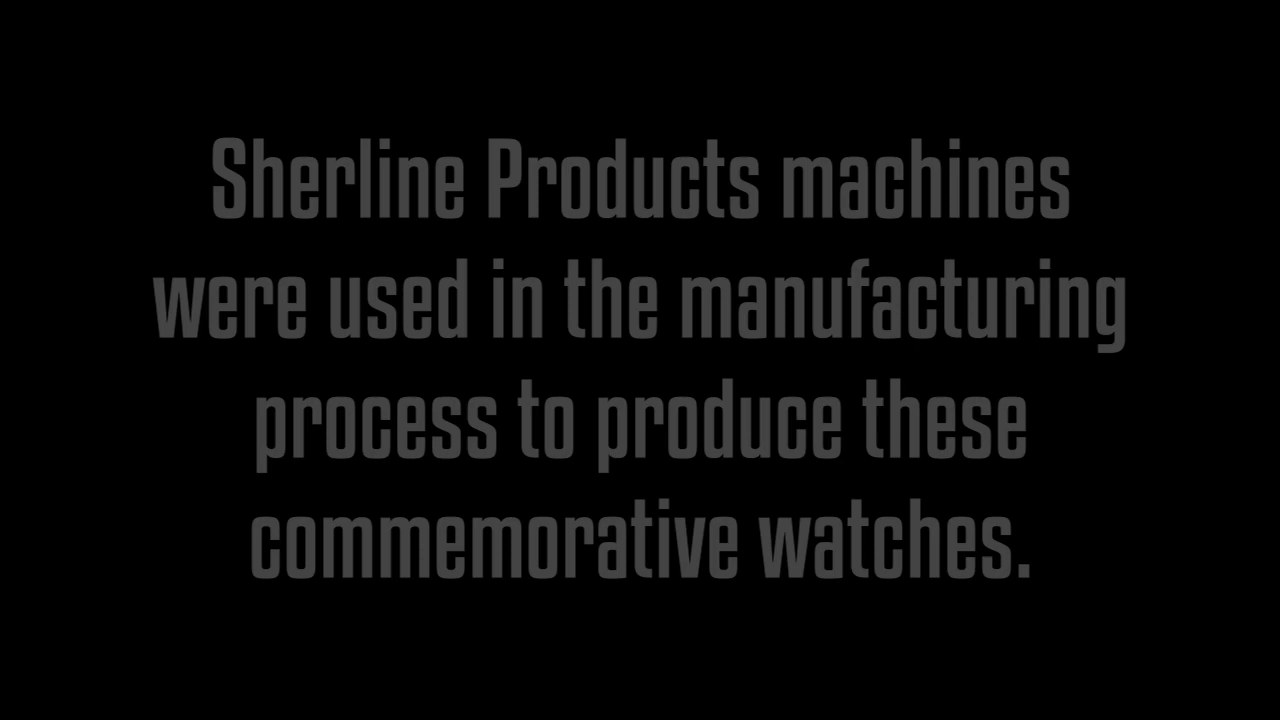 Sherline Products machines
were used in the manufacturing
process to produce these
commemorative watches.